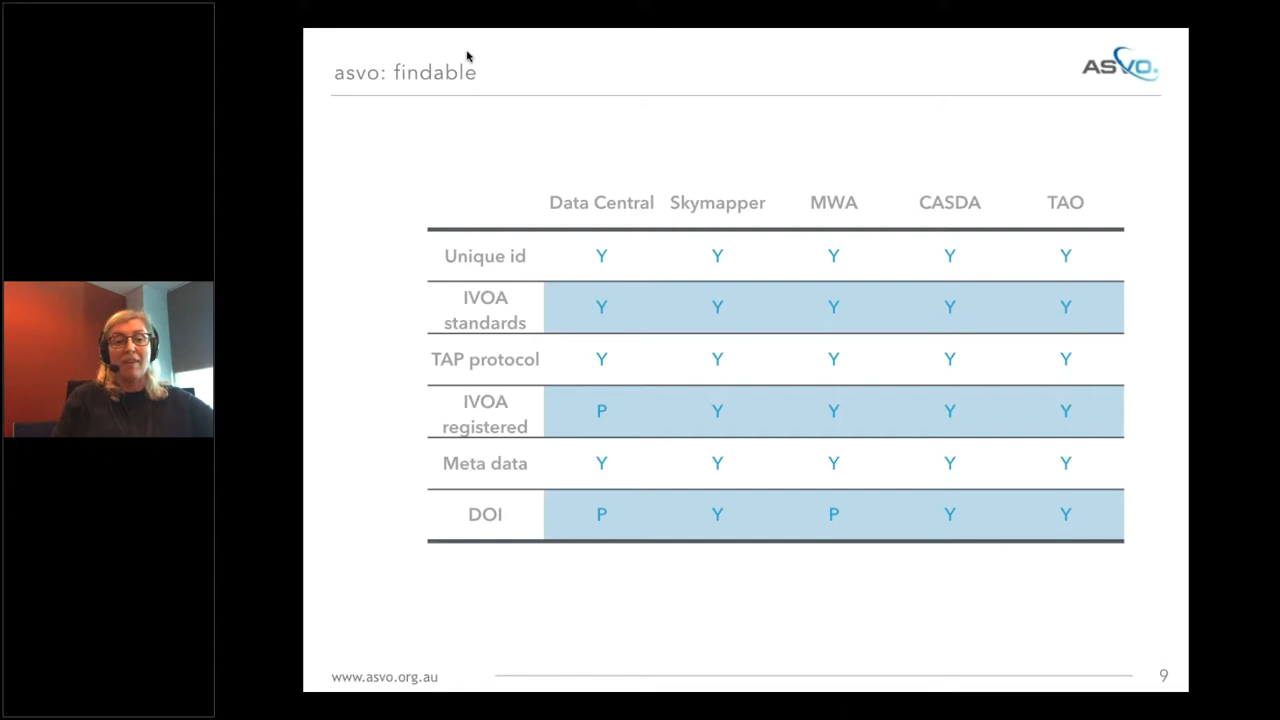 asvo: findable
ASVO
Data Central Skymapper MWA CASDA TAO
Unique id Y Y Y Y Y
IVOA
standards Y Y Y Y Y
TAP protocol Y Y Y Y Y
IVOA
registered P Y Y Y Y
Meta data Y Y Y Y Y
DOI P Y P Y Y
www.asvo.org.au 9